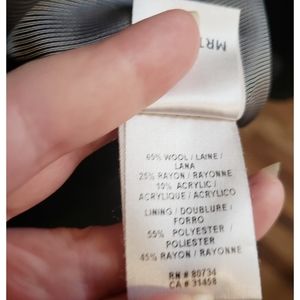 65% WOOL / LAINE /
LANA
25% RAYON / RAYONNE
10% ACRYLIC /
ACRYLIQUE / ACRYLICO
LINING / DOUBLURE /
FORRO
55% POLYESTER /
POLIESTER
45% RAYON / RAYONNE
RN # 80734
CA # 31458